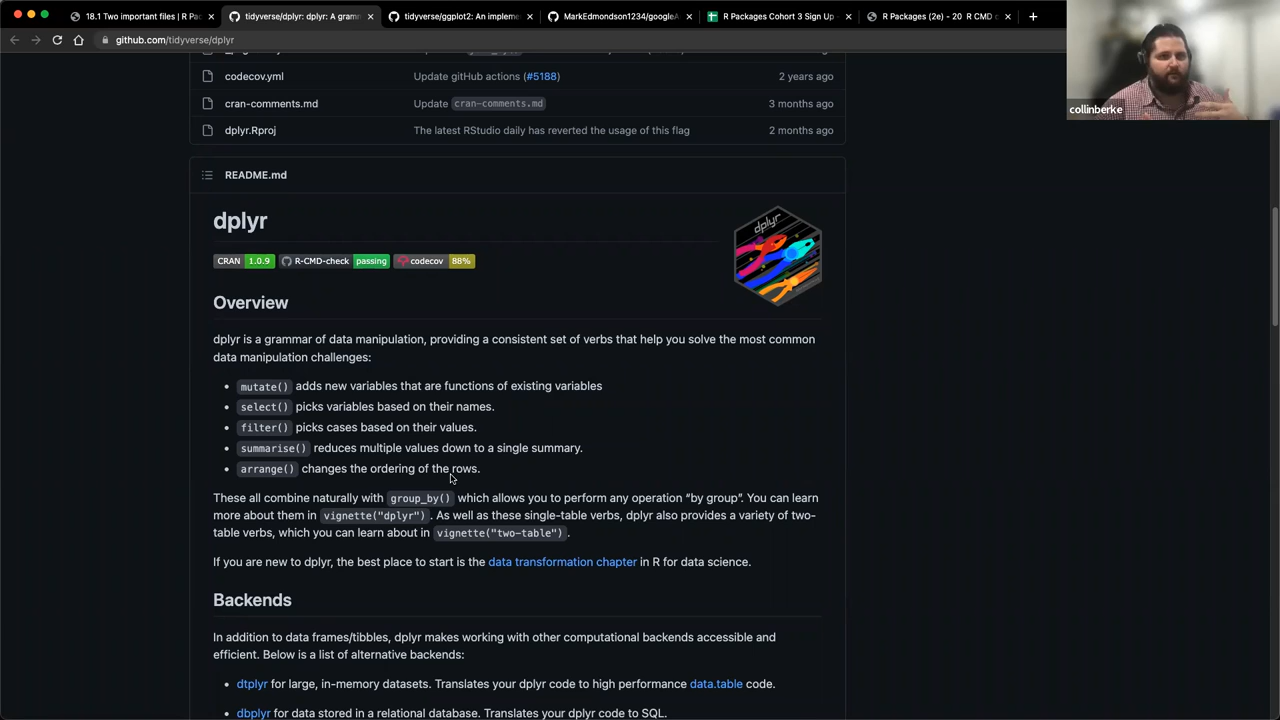 18.1 Two important files | R Pa
tidyverse/dplyr: dplyr: A gramm
tidyverse/ggplot2: An impleme
MarkEdmondson1234/googleA
R Packages Cohort 3 Sign Up -
R Packages (2e) - 20 R CMD c
github.com/tidyverse/dplyr
collinberke
codecov.yml
Update gitHub actions (#5188)
2 years ago
cran-comments.md
Update cran-comments.md
3 months ago
dplyr.Rproj
The latest RStudio daily has reverted the usage of this flag
2 months ago
README.md
dplyr
dplyr
CRAN 1.0.9 R-CMD-check passing codecov 88%
Overview
dplyr is a grammar of data manipulation, providing a consistent set of verbs that help you solve the most common
data manipulation challenges:
mutate() adds new variables that are functions of existing variables
select() picks variables based on their names.
filter() picks cases based on their values.
summarise() reduces multiple values down to a single summary.
arrange() changes the ordering of the rows.
These all combine naturally with group_by() which allows you to perform any operation “by group”. You can learn
more about them in vignette("dplyr"). As well as these single-table verbs, dplyr also provides a variety of two-
table verbs, which you can learn about in vignette("two-table").
If you are new to dplyr, the best place to start is the data transformation chapter in R for data science.
Backends
In addition to data frames/tibbles, dplyr makes working with other computational backends accessible and
efficient. Below is a list of alternative backends:
dtplyr for large, in-memory datasets. Translates your dplyr code to high performance data.table code.
dbplyr for data stored in a relational database. Translates your dplyr code to SQL.